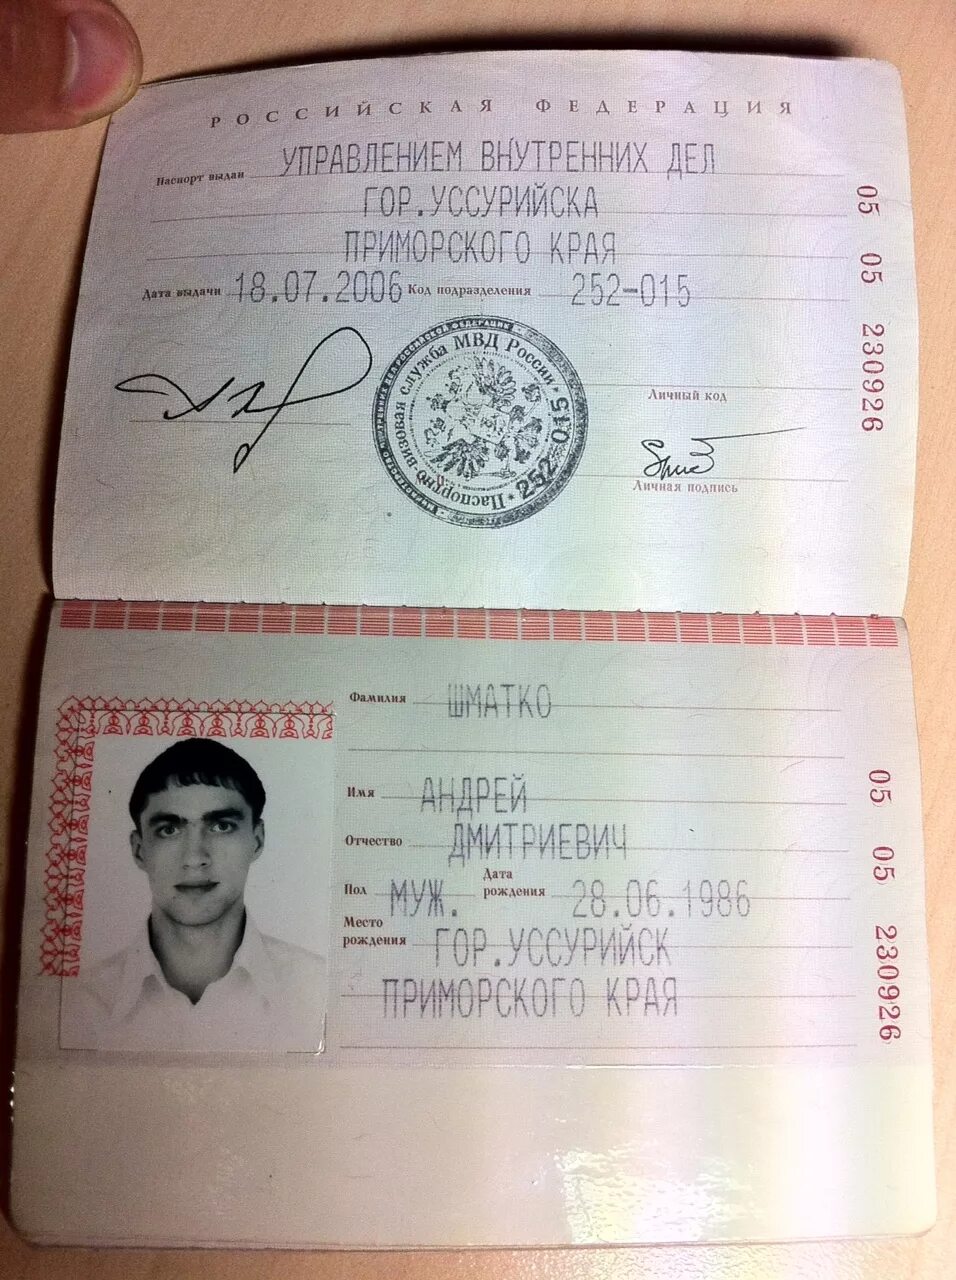 РОССИЙСКАЯ ФЕДЕРАЦИЯ
Паспорт выдан УПРАВЛЕНИЕМ ВНУТРЕННИХ ДЕЛ
ГОР.УССУРИЙСКА
ПРИМОРСКОГО КРАЯ
Дата выдачи 18.07.2006 Код подразделения 252-015
05 05 230926
Паспортно-визовая служба МВД России • 252-015 •
Личный код
Личная подпись
Фамилия ШМАТКО
Имя АНДРЕЙ
Отчество ДМИТРИЕВИЧ
Пол МУЖ. Дата рождения 28.06.1986
Место рождения ГОР.УССУРИЙСК
ПРИМОРСКОГО КРАЯ
05 05 230926